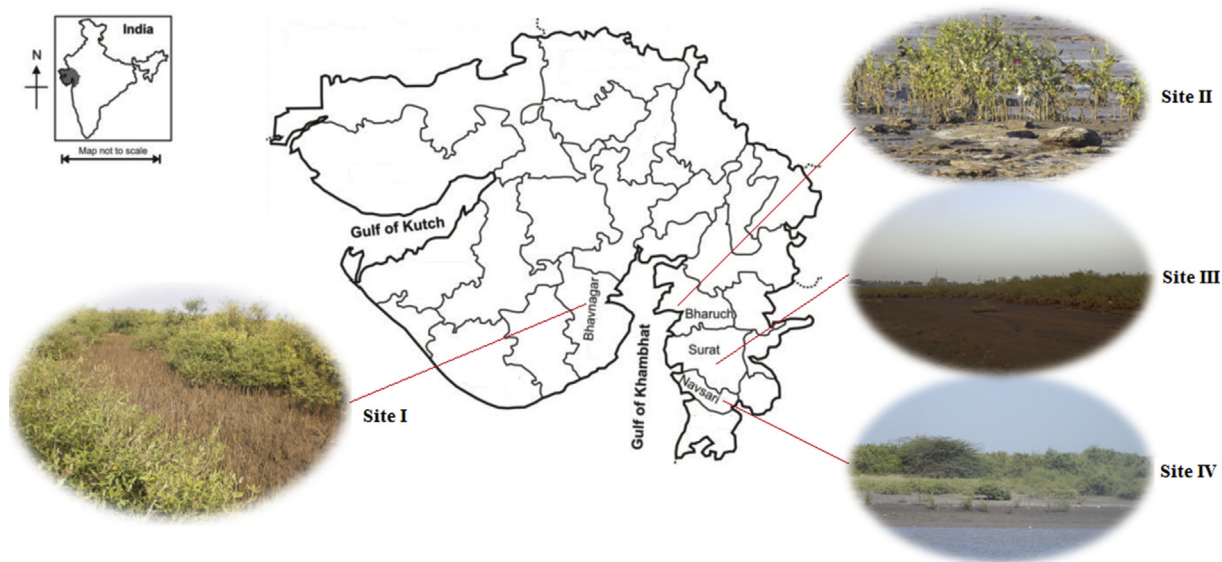 India
N
Map not to scale
Gulf of Kutch
Bhavnagar
Gulf of Khambhat
Bharuch
Surat
Navsari
Site I
Site II
Site III
Site IV